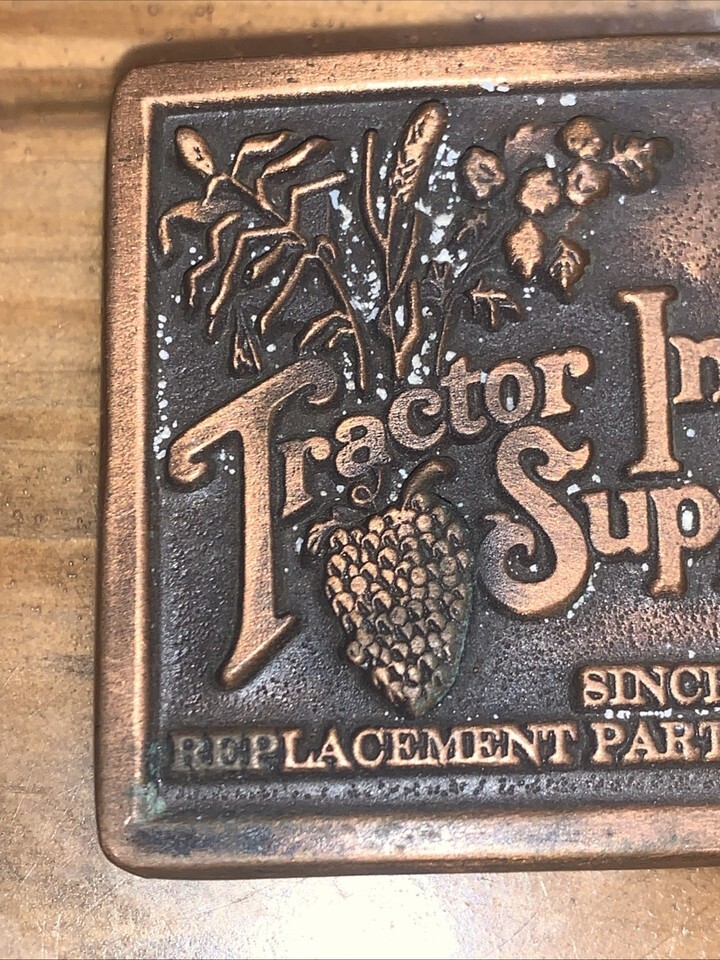 Tractor In
Sup
SINC
REPLACEMENT PART